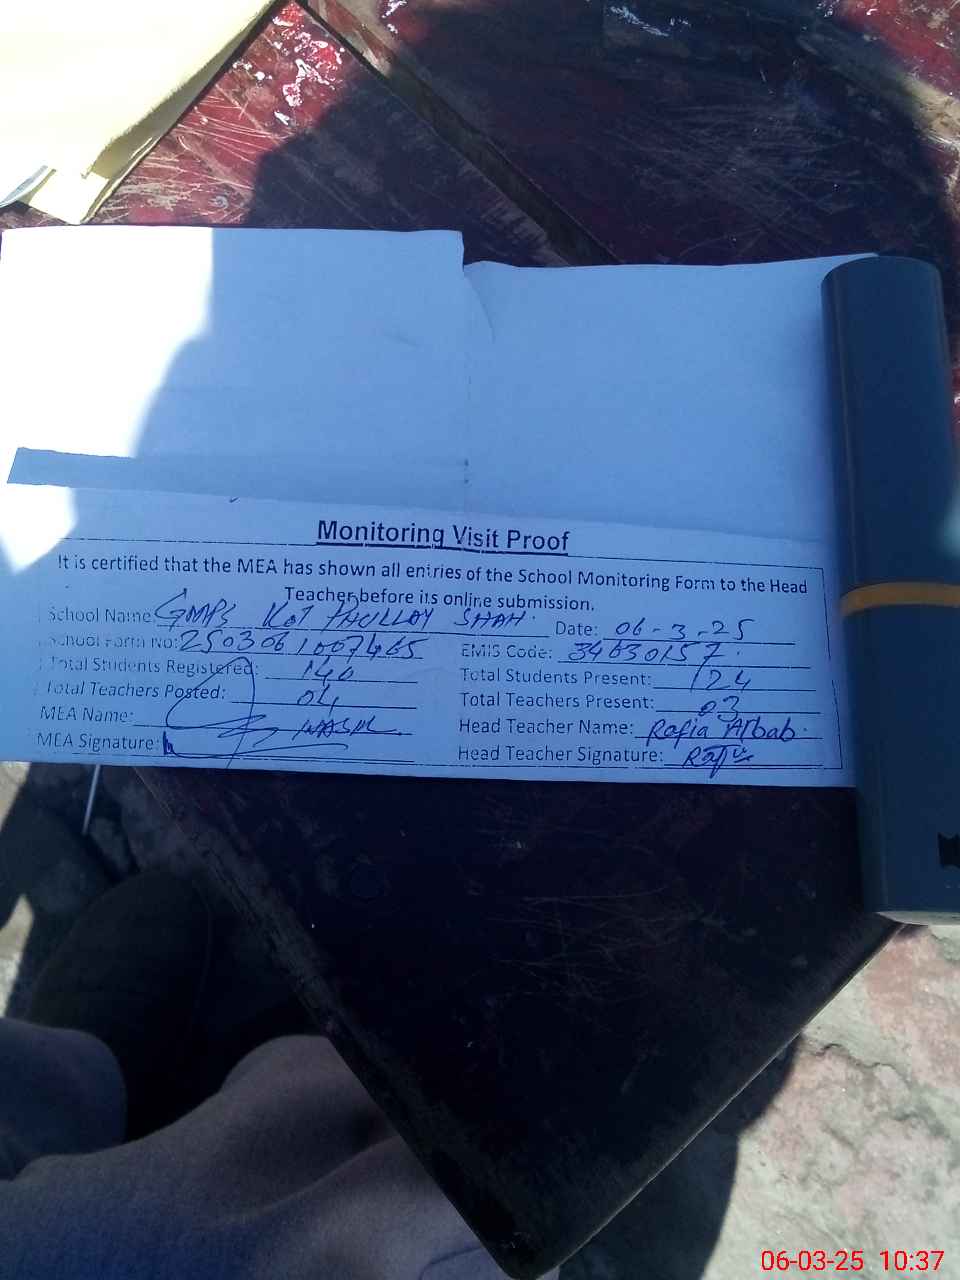 Monitoring Visit Proof
It is certified that the MEA has shown all entries of the School Monitoring Form to the Head
Teacher before its online submission.
School Name: GMPS KOT PHULLOY SHAH. Date: 06-3-25
School Form No: 2503061007465 EMIS Code: 34630157.
Total Students Registered: 140 Total Students Present: 124
Total Teachers Posted: 04 Total Teachers Present: 03
MEA Name: Head Teacher Name: Rafia Arbab.
MEA Signature: Head Teacher Signature:
06-03-25 10:37